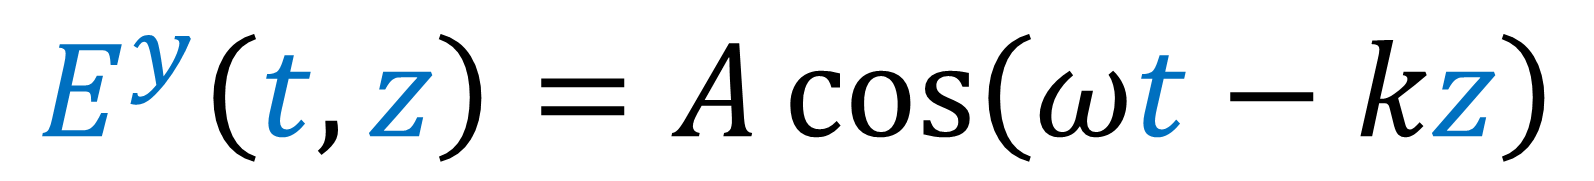 E^y(t, z) = A cos(ωt − kz)